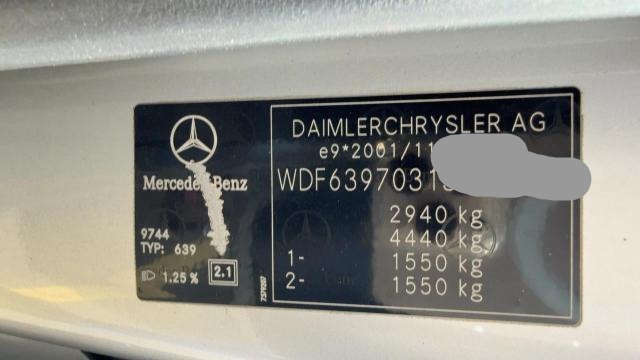 Mercedes-Benz
9744
TYP: 639
1.25 %
2.1
DAIMLERCHRYSLER AG
e9*2001/11
WDF6397031
2940 kg
4440 kg
1- 1550 kg
2- 1550 kg